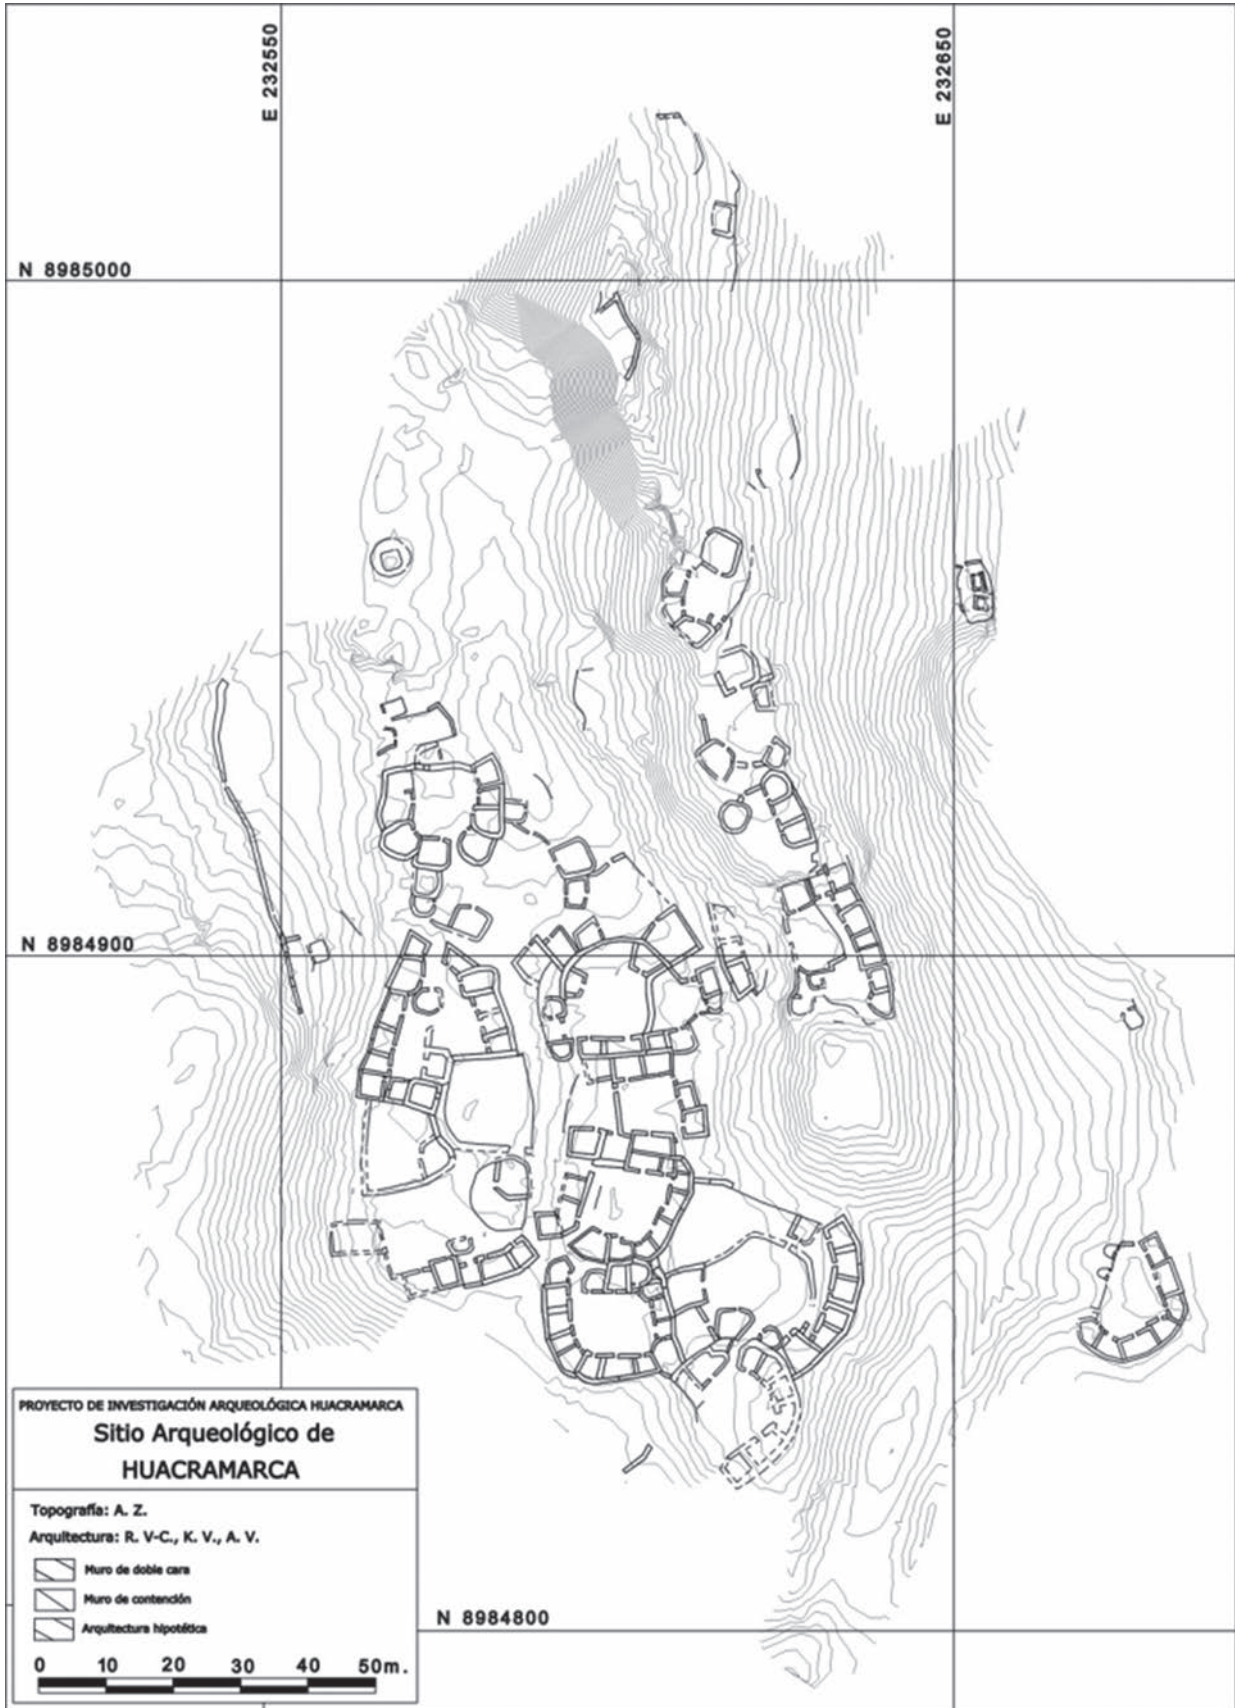 E 232550
E 232650
N 8985000
N 8984900
N 8984800
PROYECTO DE INVESTIGACIÓN ARQUEOLÓGICA HUACRAMARCA
Sitio Arqueológico de
HUACRAMARCA
Topografía: A. Z.
Arquitectura: R. V-C., K. V., A. V.
Muro de doble cara
Muro de contención
Arquitectura hipotética
0 10 20 30 40 50m.